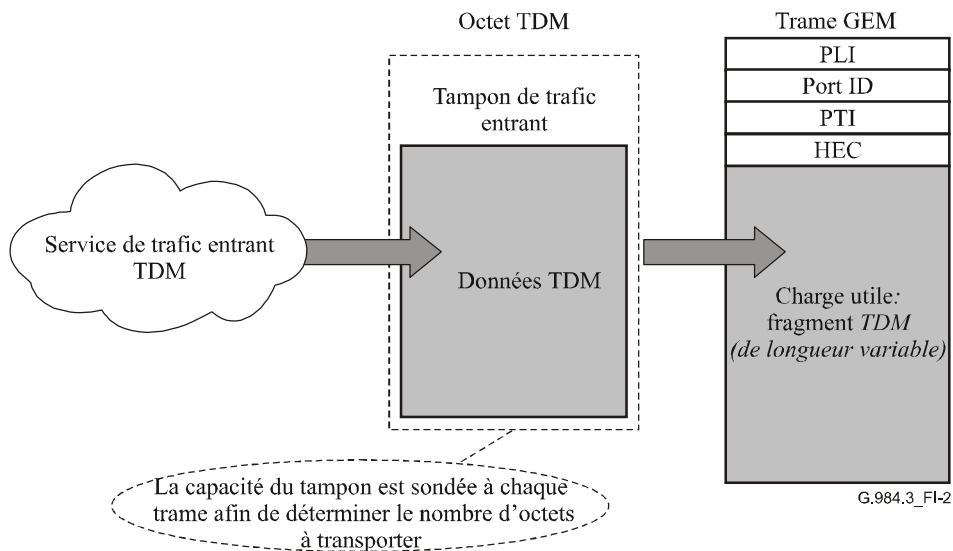 Octet TDM
Trame GEM
PLI
Port ID
PTI
HEC
Tampon de trafic
entrant
Service de trafic entrant
TDM
Données TDM
Charge utile:
fragment TDM
(de longueur variable)
La capacité du tampon est sondée à chaque
trame afin de déterminer le nombre d'octets
à transporter
G.984.3_FI-2